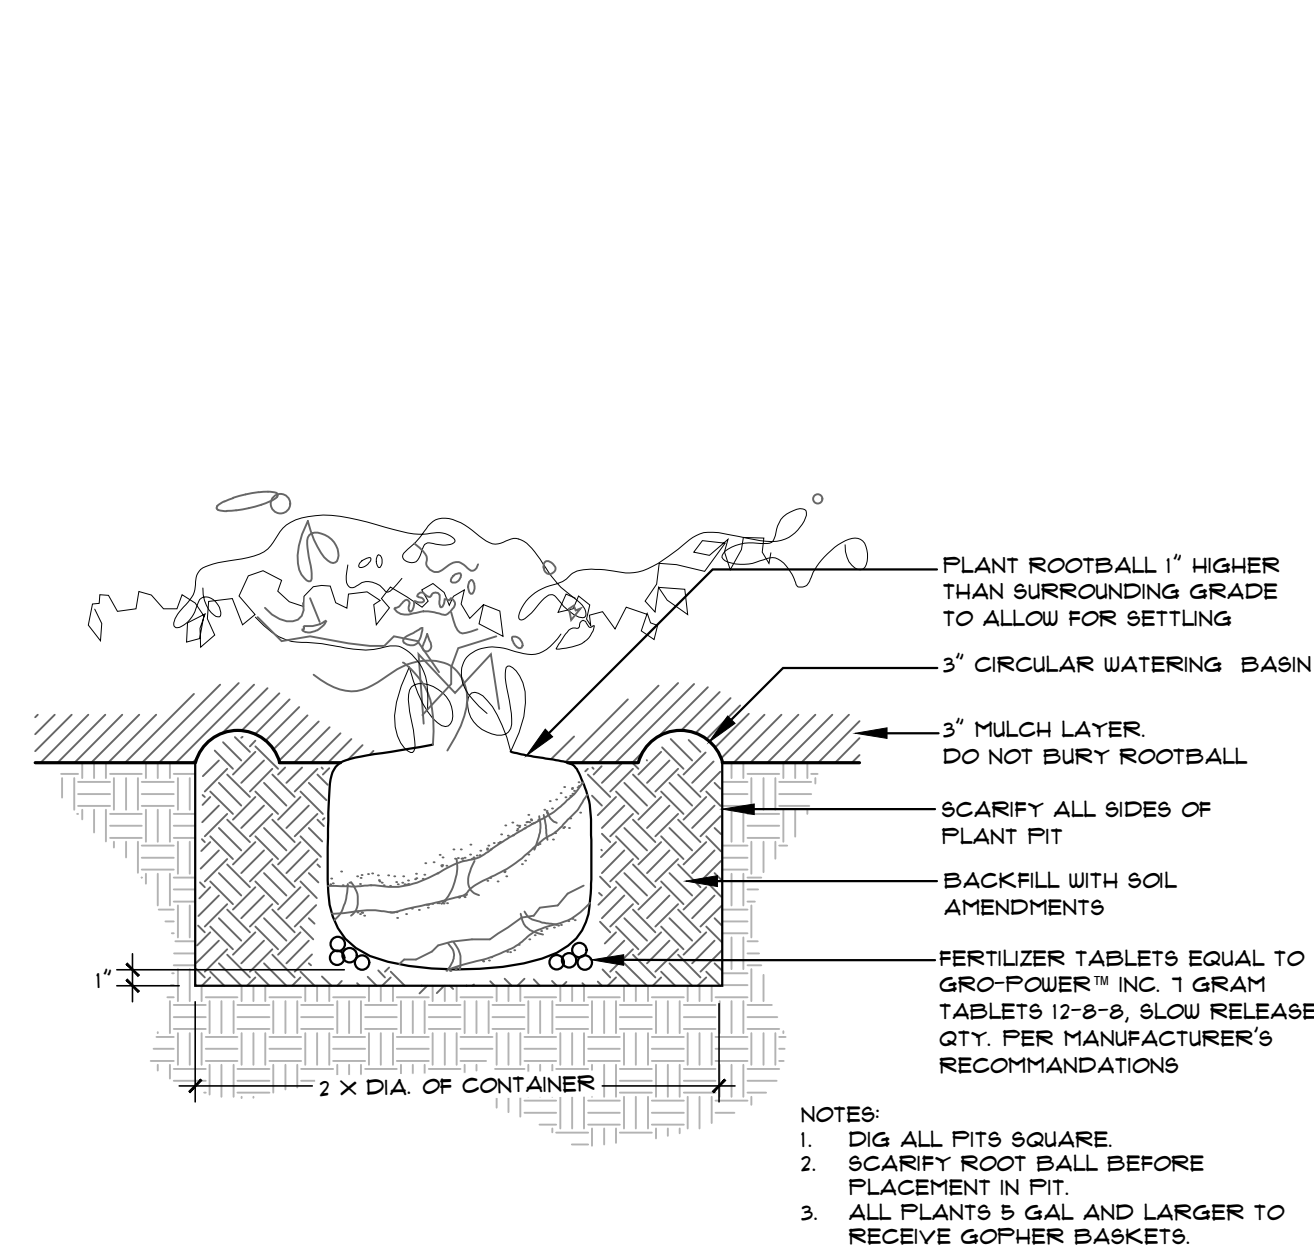 PLANT ROOTBALL 1" HIGHER
THAN SURROUNDING GRADE
TO ALLOW FOR SETTLING
3" CIRCULAR WATERING BASIN
3" MULCH LAYER.
DO NOT BURY ROOTBALL
SCARIFY ALL SIDES OF
PLANT PIT
BACKFILL WITH SOIL
AMENDMENTS
FERTILIZER TABLETS EQUAL TO
GRO-POWER™ INC. 7 GRAM
TABLETS 12-8-8, SLOW RELEASE
QTY. PER MANUFACTURER'S
RECOMMANDATIONS
1"
2 X DIA. OF CONTAINER
NOTES:
1. DIG ALL PITS SQUARE.
2. SCARIFY ROOT BALL BEFORE
PLACEMENT IN PIT.
3. ALL PLANTS 5 GAL AND LARGER TO
RECEIVE GOPHER BASKETS.